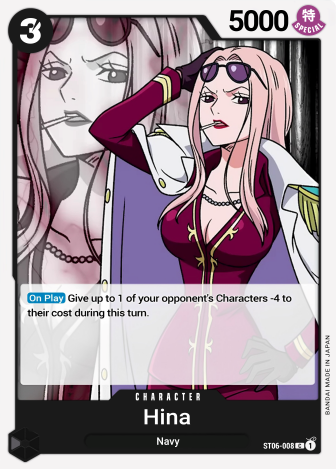 3
5000
特
SPECIAL
On Play Give up to 1 of your opponent's Characters -4 to
their cost during this turn.
BANDAI MADE IN JAPAN
CHARACTER
Hina
Navy
ST06-008 C 1